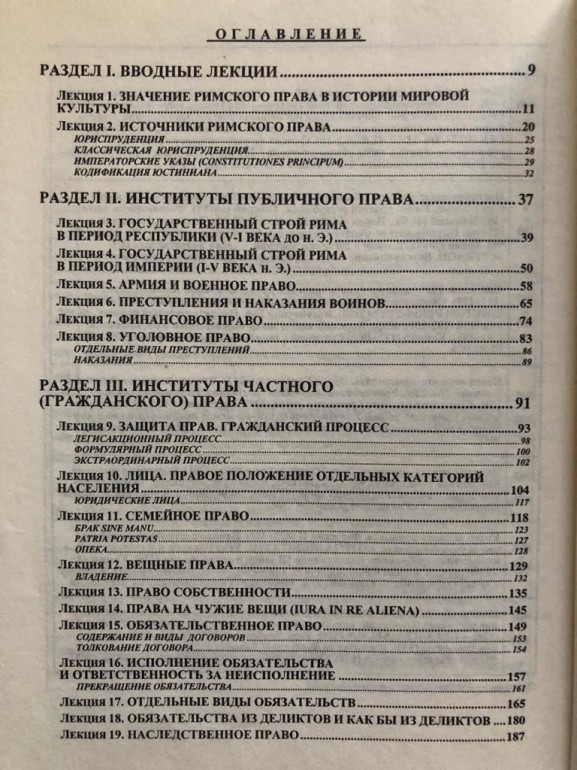 ОГЛАВЛЕНИЕ
РАЗДЕЛ I. ВВОДНЫЕ ЛЕКЦИИ 9
Лекция 1. ЗНАЧЕНИЕ РИМСКОГО ПРАВА В ИСТОРИИ МИРОВОЙ
КУЛЬТУРЫ 11
Лекция 2. ИСТОЧНИКИ РИМСКОГО ПРАВА 20
ЮРИСПРУДЕНЦИЯ 25
КЛАССИЧЕСКАЯ ЮРИСПРУДЕНЦИЯ 28
ИМПЕРАТОРСКИЕ УКАЗЫ (CONSTITUTIONES PRINCIPUM) 29
КОДИФИКАЦИЯ ЮСТИНИАНА 32
РАЗДЕЛ II. ИНСТИТУТЫ ПУБЛИЧНОГО ПРАВА 37
Лекция 3. ГОСУДАРСТВЕННЫЙ СТРОЙ РИМА
В ПЕРИОД РЕСПУБЛИКИ (V-I ВЕКА до н. Э.) 39
Лекция 4. ГОСУДАРСТВЕННЫЙ СТРОЙ РИМА
В ПЕРИОД ИМПЕРИИ (I-V ВЕКА н. Э.) 50
Лекция 5. АРМИЯ И ВОЕННОЕ ПРАВО 58
Лекция 6. ПРЕСТУПЛЕНИЯ И НАКАЗАНИЯ ВОИНОВ 65
Лекция 7. ФИНАНСОВОЕ ПРАВО 74
Лекция 8. УГОЛОВНОЕ ПРАВО 83
ОТДЕЛЬНЫЕ ВИДЫ ПРЕСТУПЛЕНИЙ 86
НАКАЗАНИЯ 89
РАЗДЕЛ III. ИНСТИТУТЫ ЧАСТНОГО
(ГРАЖДАНСКОГО) ПРАВА 91
Лекция 9. ЗАЩИТА ПРАВ. ГРАЖДАНСКИЙ ПРОЦЕСС 93
ЛЕГИСАКЦИОННЫЙ ПРОЦЕСС 98
ФОРМУЛЯРНЫЙ ПРОЦЕСС 100
ЭКСТРАОРДИНАРНЫЙ ПРОЦЕСС 102
Лекция 10. ЛИЦА. ПРАВОЕ ПОЛОЖЕНИЕ ОТДЕЛЬНЫХ КАТЕГОРИЙ
НАСЕЛЕНИЯ 104
ЮРИДИЧЕСКИЕ ЛИЦА 117
Лекция 11. СЕМЕЙНОЕ ПРАВО 118
БРАК SINE MANU 123
PATRIA POTESTAS 127
ОПЕКА 128
Лекция 12. ВЕЩНЫЕ ПРАВА 129
ВЛАДЕНИЕ 132
Лекция 13. ПРАВО СОБСТВЕННОСТИ 135
Лекция 14. ПРАВА НА ЧУЖИЕ ВЕЩИ (IURA IN RE ALIENA) 145
Лекция 15. ОБЯЗАТЕЛЬСТВЕННОЕ ПРАВО 149
СОДЕРЖАНИЕ И ВИДЫ ДОГОВОРОВ 153
ТОЛКОВАНИЕ ДОГОВОРА 154
Лекция 16. ИСПОЛНЕНИЕ ОБЯЗАТЕЛЬСТВА
И ОТВЕТСТВЕННОСТЬ ЗА НЕИСПОЛНЕНИЕ 157
ПРЕКРАЩЕНИЕ ОБЯЗАТЕЛЬСТВА 161
Лекция 17. ОТДЕЛЬНЫЕ ВИДЫ ОБЯЗАТЕЛЬСТВ 165
Лекция 18. ОБЯЗАТЕЛЬСТВА ИЗ ДЕЛИКТОВ И КАК БЫ ИЗ ДЕЛИКТОВ 180
Лекция 19. НАСЛЕДСТВЕННОЕ ПРАВО 187